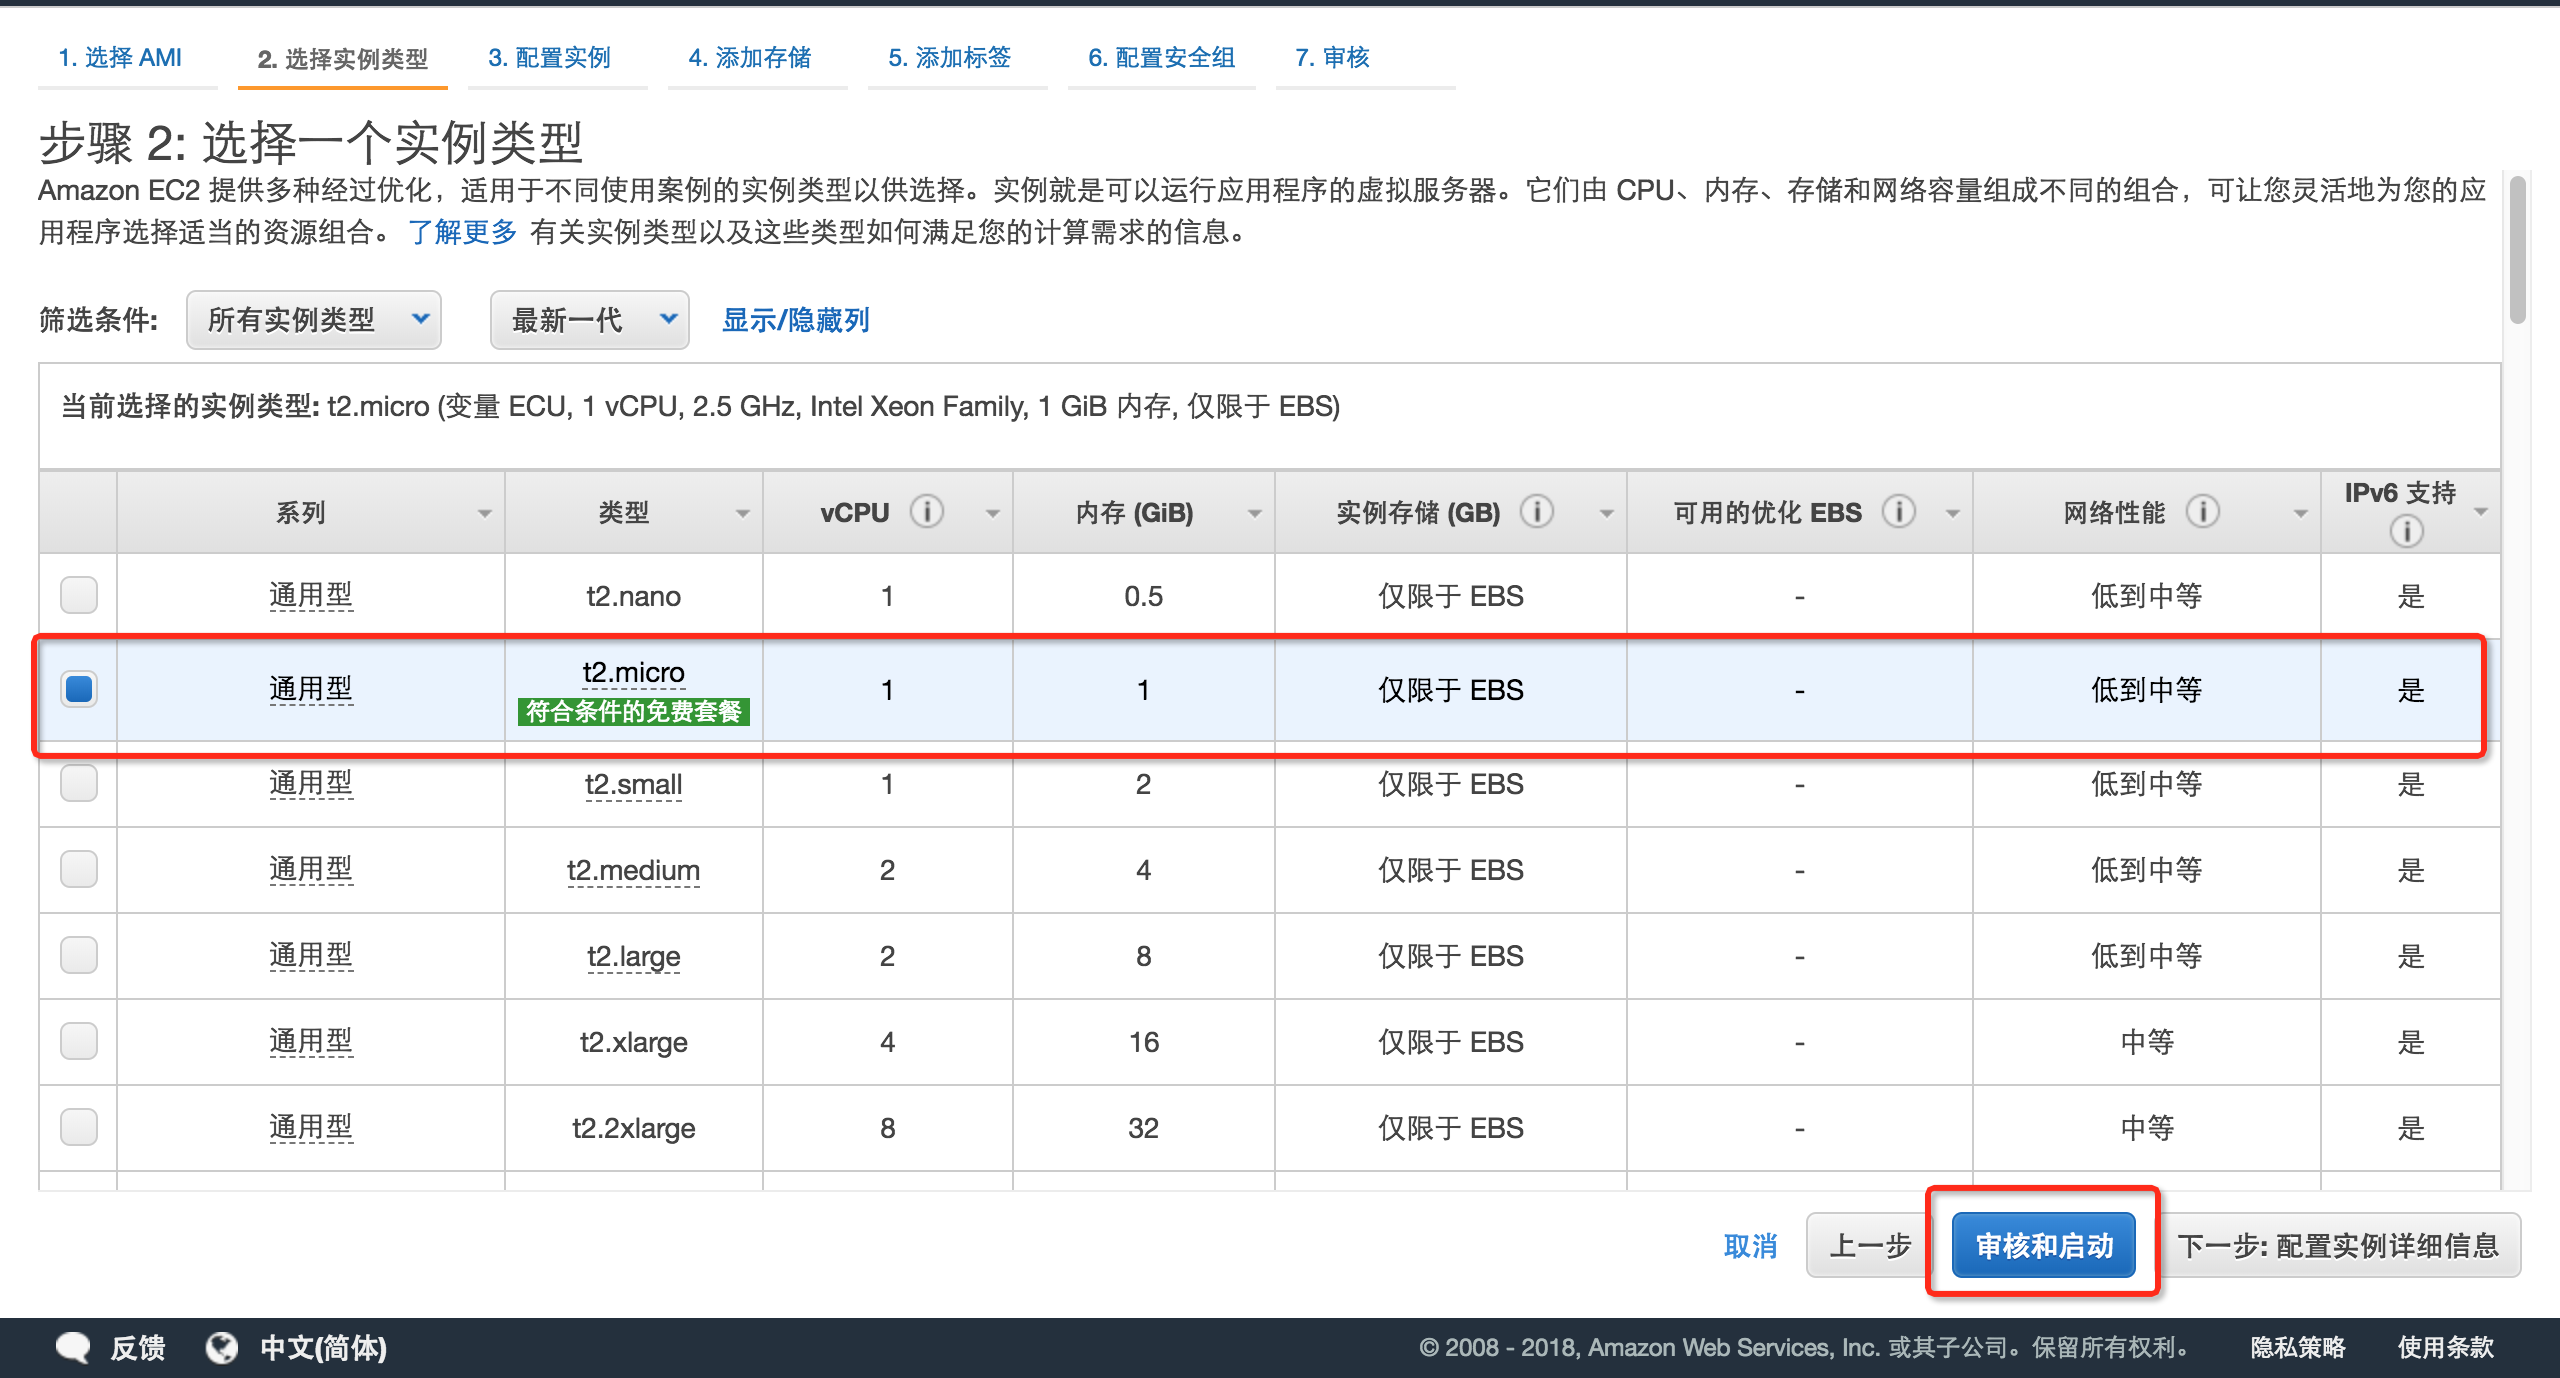 1. 选择 AMI 2. 选择实例类型 3. 配置实例 4. 添加存储 5. 添加标签 6. 配置安全组 7. 审核
步骤 2: 选择一个实例类型
Amazon EC2 提供多种经过优化，适用于不同使用案例的实例类型以供选择。实例就是可以运行应用程序的虚拟服务器。它们由 CPU、内存、存储和网络容量组成不同的组合，可让您灵活地为您的应
用程序选择适当的资源组合。 了解更多 有关实例类型以及这些类型如何满足您的计算需求的信息。
筛选条件: 所有实例类型 最新一代 显示/隐藏列
当前选择的实例类型: t2.micro (变量 ECU, 1 vCPU, 2.5 GHz, Intel Xeon Family, 1 GiB 内存, 仅限于 EBS)
系列 类型 vCPU 内存 (GiB) 实例存储 (GB) 可用的优化 EBS 网络性能 IPv6 支持
通用型 t2.nano 1 0.5 仅限于 EBS - 低到中等 是
通用型 t2.micro 1 1 仅限于 EBS - 低到中等 是
符合条件的免费套餐
通用型 t2.small 1 2 仅限于 EBS - 低到中等 是
通用型 t2.medium 2 4 仅限于 EBS - 低到中等 是
通用型 t2.large 2 8 仅限于 EBS - 低到中等 是
通用型 t2.xlarge 4 16 仅限于 EBS - 中等 是
通用型 t2.2xlarge 8 32 仅限于 EBS - 中等 是
取消 上一步 审核和启动 下一步: 配置实例详细信息
反馈 中文(简体) © 2008 - 2018, Amazon Web Services, Inc. 或其子公司。保留所有权利。 隐私策略 使用条款